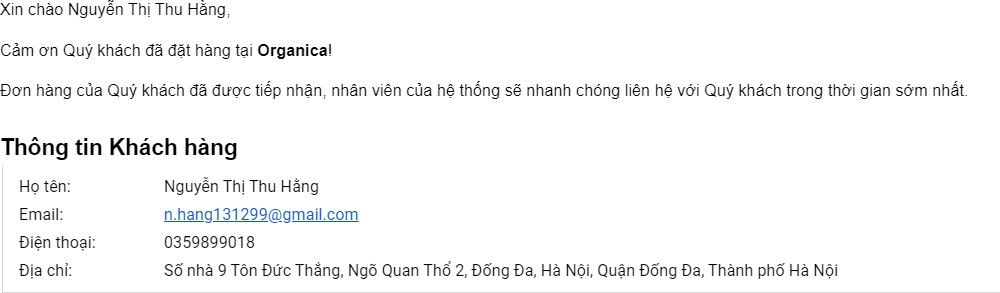 Xin chào Nguyễn Thị Thu Hằng,
Cảm ơn Quý khách đã đặt hàng tại Organica!
Đơn hàng của Quý khách đã được tiếp nhận, nhân viên của hệ thống sẽ nhanh chóng liên hệ với Quý khách trong thời gian sớm nhất.
Thông tin Khách hàng
Họ tên: Nguyễn Thị Thu Hằng
Email: n.hang131299@gmail.com
Điện thoại: 0359899018
Địa chỉ: Số nhà 9 Tôn Đức Thắng, Ngõ Quan Thổ 2, Đống Đa, Hà Nội, Quận Đống Đa, Thành phố Hà Nội